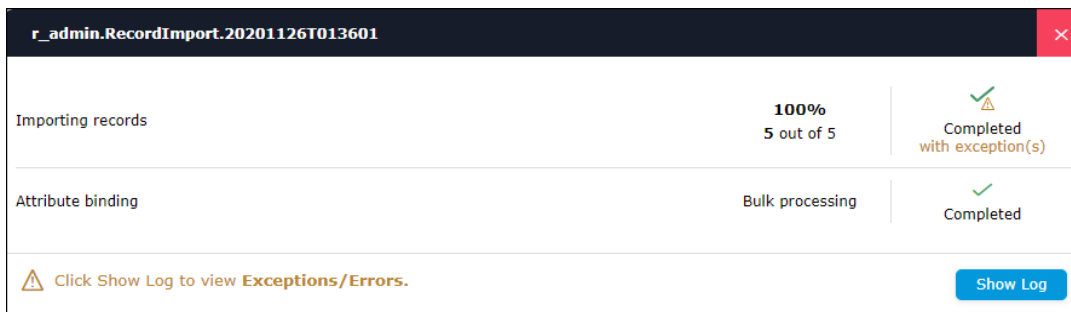 r_admin.RecordImport.20201126T013601
Importing records
100%
5 out of 5
Completed
with exception(s)
Attribute binding
Bulk processing
Completed
Click Show Log to view Exceptions/Errors.
Show Log